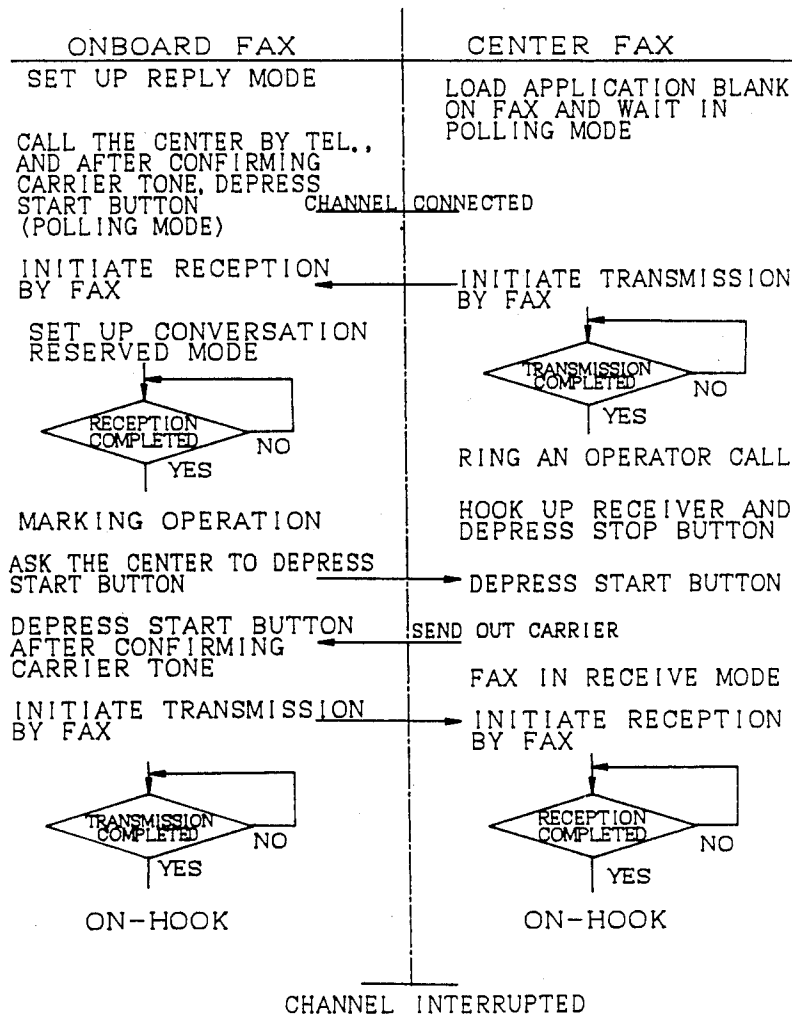 ONBOARD FAX
CENTER FAX
SET UP REPLY MODE
LOAD APPLICATION BLANK
ON FAX AND WAIT IN
POLLING MODE
CALL THE CENTER BY TEL.,
AND AFTER CONFIRMING
CARRIER TONE, DEPRESS
START BUTTON
(POLLING MODE)
CHANNEL CONNECTED
INITIATE RECEPTION
BY FAX
INITIATE TRANSMISSION
BY FAX
SET UP CONVERSATION
RESERVED MODE
TRANSMISSION
COMPLETED
NO
YES
RECEPTION
COMPLETED
NO
YES
RING AN OPERATOR CALL
HOOK UP RECEIVER AND
DEPRESS STOP BUTTON
MARKING OPERATION
ASK THE CENTER TO DEPRESS
START BUTTON
DEPRESS START BUTTON
DEPRESS START BUTTON
AFTER CONFIRMING
CARRIER TONE
SEND OUT CARRIER
FAX IN RECEIVE MODE
INITIATE TRANSMISSION
BY FAX
INITIATE RECEPTION
BY FAX
TRANSMISSION
COMPLETED
NO
YES
RECEPTION
COMPLETED
NO
YES
ON-HOOK
ON-HOOK
CHANNEL INTERRUPTED